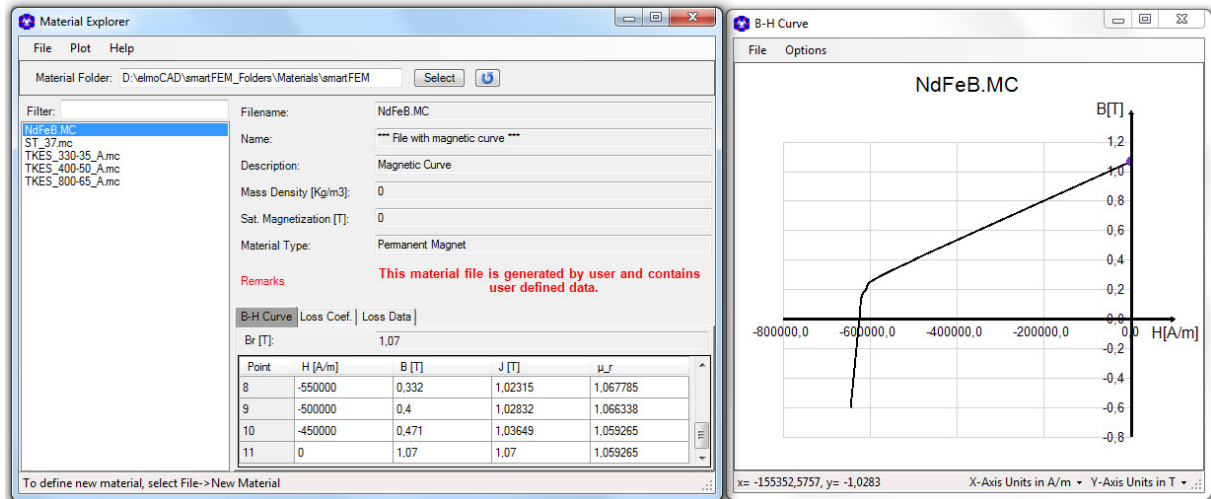 Material Explorer
File Plot Help
Material Folder: D:\elmoCAD\smartFEM_Folders\Materials\smartFEM Select
Filter:
NdFeB.MC
ST_37.mc
TKES_330-35_A.mc
TKES_400-50_A.mc
TKES_800-65_A.mc
Filename: NdFeB.MC
Name: *** File with magnetic curve ***
Description: Magnetic Curve
Mass Density [Kg/m3]: 0
Sat. Magnetization [T]: 0
Material Type: Permanent Magnet
Remarks
This material file is generated by user and contains
user defined data.
B-H Curve Loss Coef. Loss Data
Br [T]: 1,07
Point H [A/m] B [T] J [T] μ_r
8 -550000 0,332 1,02315 1,067785
9 -500000 0,4 1,02832 1,066338
10 -450000 0,471 1,03649 1,059265
11 0 1,07 1,07 1,059265
To define new material, select File->New Material
B-H Curve
File Options
NdFeB.MC
B[T]
1,2
1,0
0,8
0,6
0,4
0,2
0,0
-800000,0 -600000,0 -400000,0 -200000,0 0,0 H[A/m]
-0,2
-0,4
-0,6
-0,8
x= -155352,5757, y= -1,0283 X-Axis Units in A/m Y-Axis Units in T